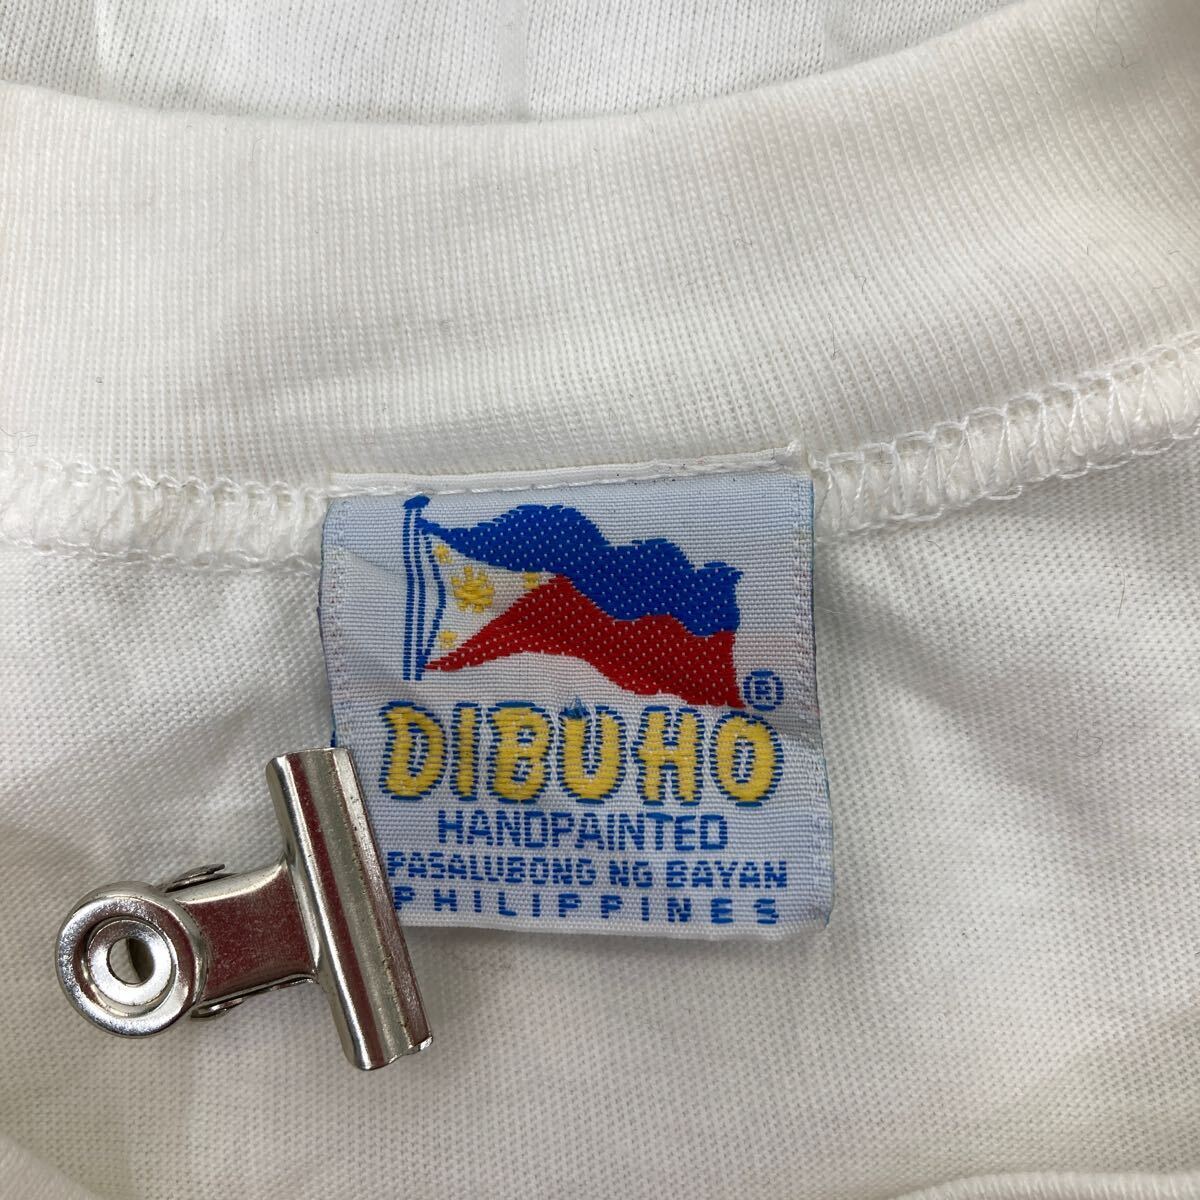 ®
DIBUHO
HANDPAINTED
PASALUBONG NG BAYAN
PHILIPPINES